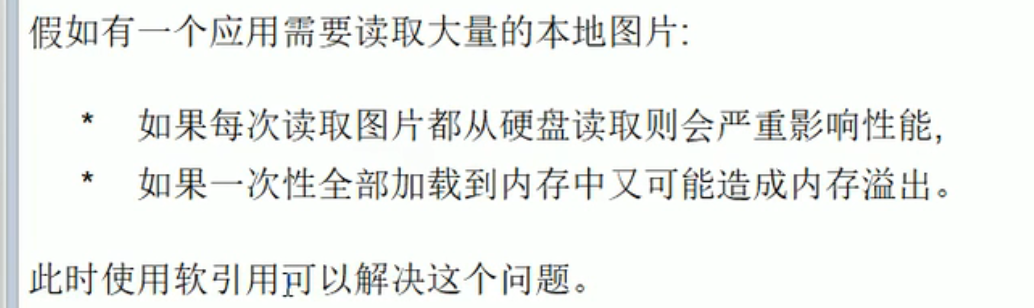 假如有一个应用需要读取大量的本地图片:
* 如果每次读取图片都从硬盘读取则会严重影响性能,
* 如果一次性全部加载到内存中又可能造成内存溢出。
此时使用软引用可以解决这个问题。